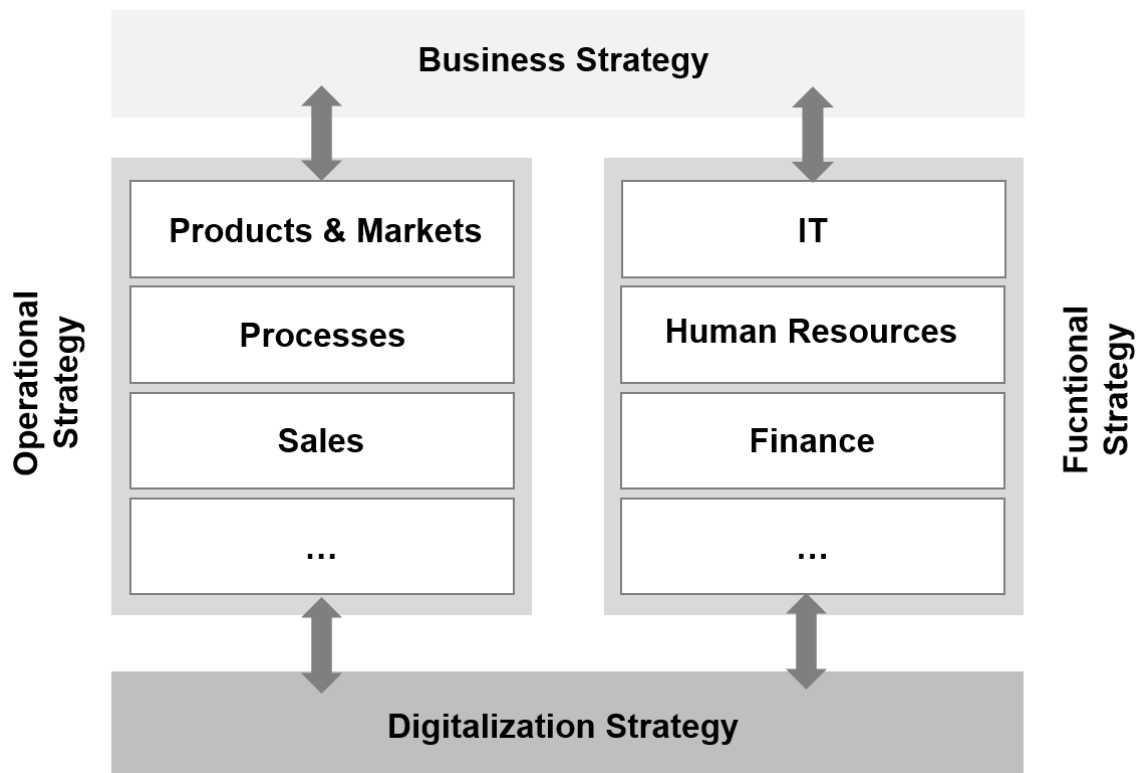 Business Strategy
Operational
Strategy
Products & Markets
Processes
Sales
...
IT
Human Resources
Finance
...
Fucntional
Strategy
Digitalization Strategy